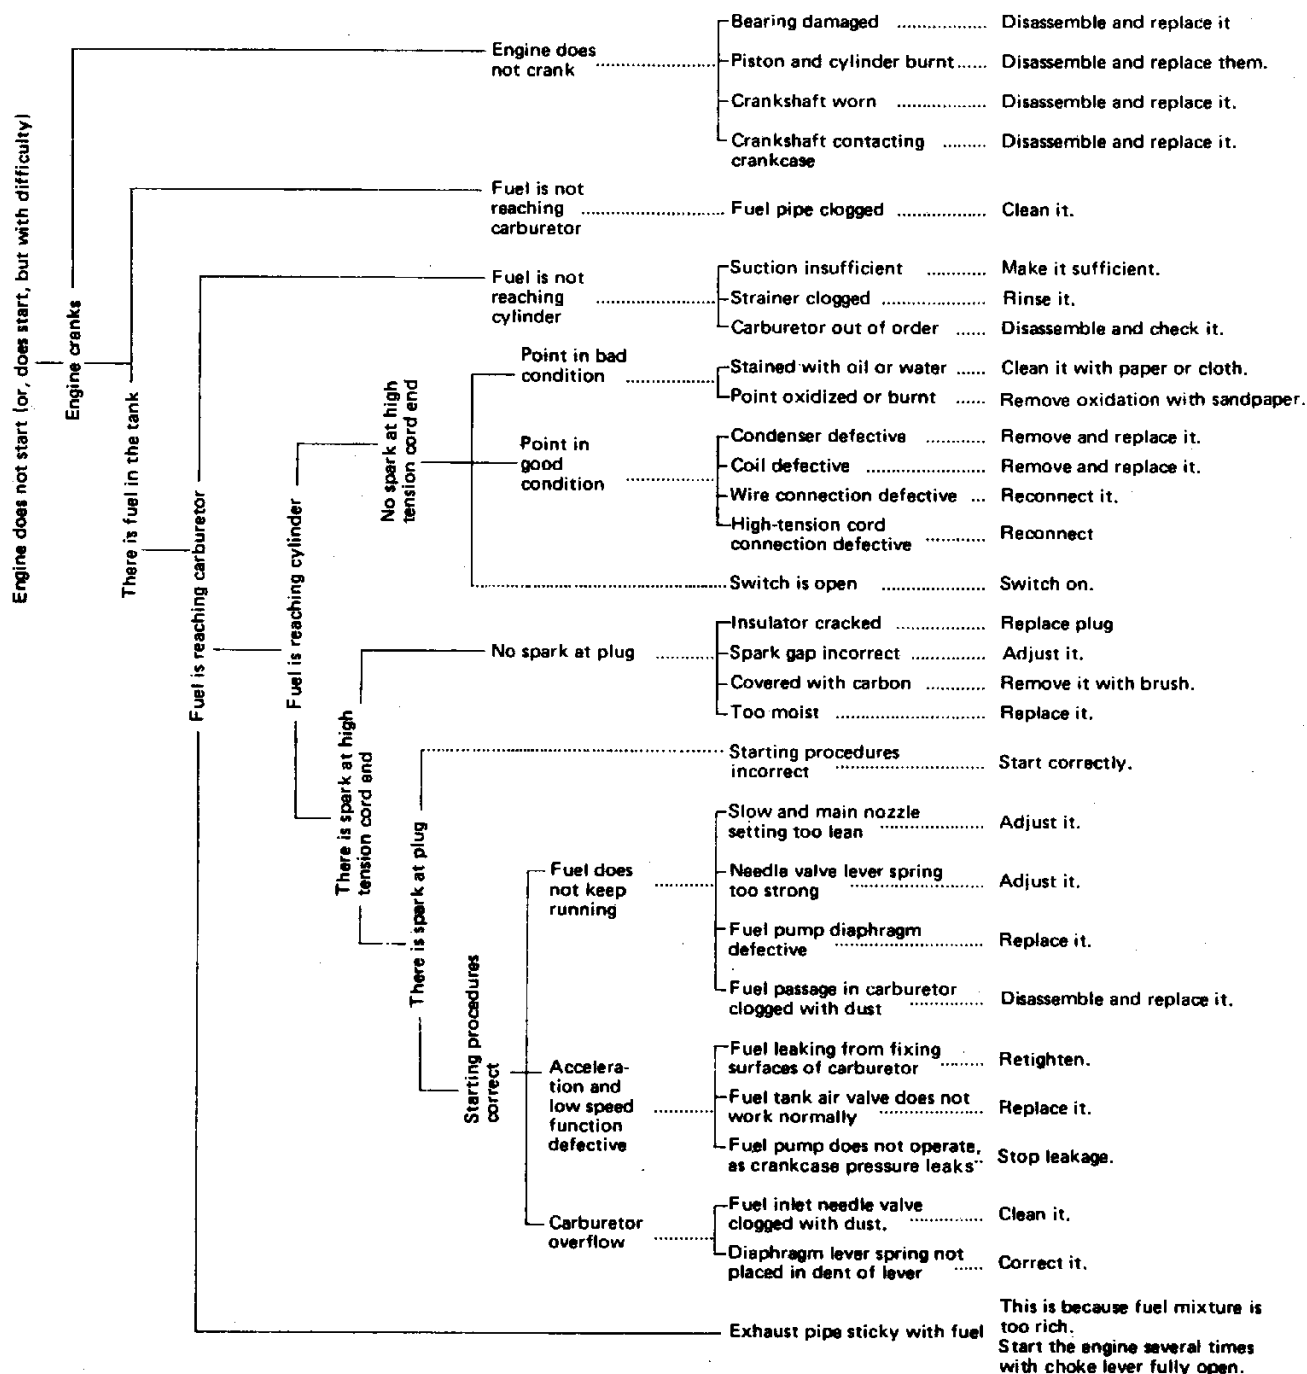 Engine does not start (or, does start, but with difficulty)
Engine cranks
There is fuel in the tank
Fuel is reaching carburetor
Fuel is reaching cylinder
No spark at high
tension cord end
There is spark at high
tension cord end
There is spark at plug
Starting procedures
correct
Engine does
not crank
Bearing damaged .............. Disassemble and replace it
Piston and cylinder burnt ...... Disassemble and replace them.
Crankshaft worn .............. Disassemble and replace it.
Crankshaft contacting ......... Disassemble and replace it.
crankcase
Fuel is not
reaching
carburetor
Fuel pipe clogged .............. Clean it.
Fuel is not
reaching
cylinder
Suction insufficient ............ Make it sufficient.
Strainer clogged .............. Rinse it.
Carburetor out of order ...... Disassemble and check it.
Point in bad
condition
Stained with oil or water ...... Clean it with paper or cloth.
Point oxidized or burnt ...... Remove oxidation with sandpaper.
Point in
good
condition
Condenser defective ............ Remove and replace it.
Coil defective .............. Remove and replace it.
Wire connection defective ... Reconnect it.
High-tension cord
connection defective ............ Reconnect
Switch is open .............. Switch on.
No spark at plug
Insulator cracked .............. Replace plug
Spark gap incorrect ............ Adjust it.
Covered with carbon ............ Remove it with brush.
Too moist .............. Replace it.
Starting procedures
incorrect .............. Start correctly.
Fuel does
not keep
running
Slow and main nozzle
setting too lean .............. Adjust it.
Needle valve lever spring
too strong .............. Adjust it.
Fuel pump diaphragm
defective .............. Replace it.
Fuel passage in carburetor
clogged with dust ............ Disassemble and replace it.
Accelera-
tion and
low speed
function
defective
Fuel leaking from fixing
surfaces of carburetor ........ Retighten.
Fuel tank air valve does not
work normally .............. Replace it.
Fuel pump does not operate,
as crankcase pressure leaks .. Stop leakage.
Carburetor
overflow
Fuel inlet needle valve
clogged with dust. ............ Clean it.
Diaphragm lever spring not
placed in dent of lever ...... Correct it.
Exhaust pipe sticky with fuel
This is because fuel mixture is
too rich.
Start the engine several times
with choke lever fully open.